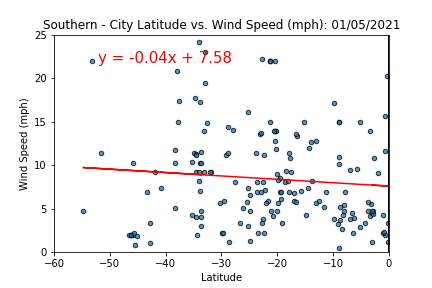 Southern - City Latitude vs. Wind Speed (mph): 01/05/2021
25
20
15
10
5
0
Wind Speed (mph)
y = -0.04x + 7.58
−60 −50 −40 −30 −20 −10 0
Latitude